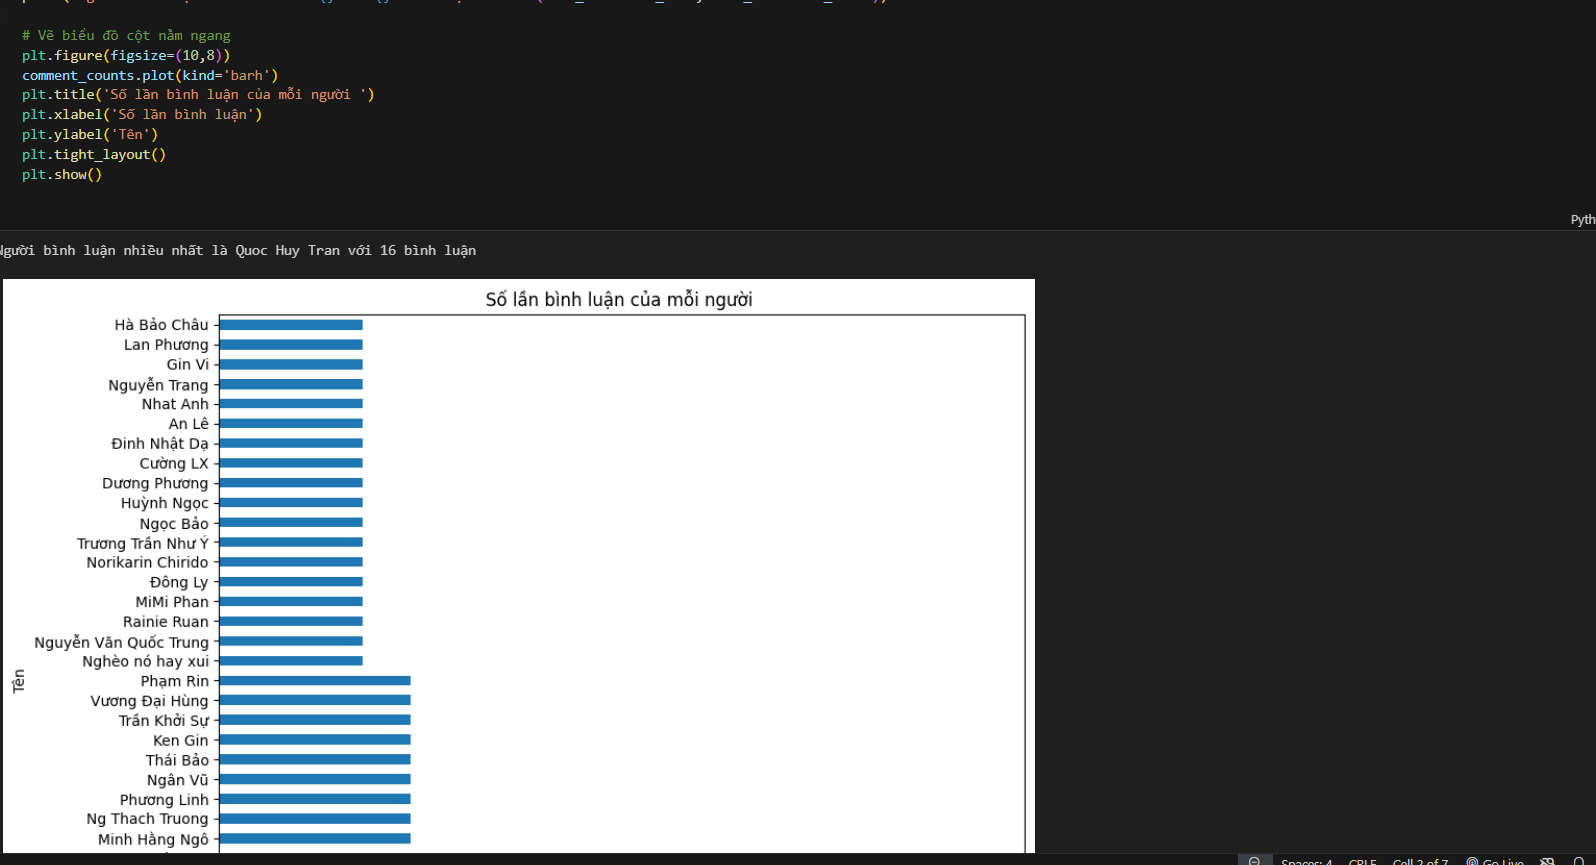 # Vẽ biểu đồ cột nằm ngang
plt.figure(figsize=(10,8))
comment_counts.plot(kind='barh')
plt.title('Số lần bình luận của mỗi người ')
plt.xlabel('Số lần bình luận')
plt.ylabel('Tên')
plt.tight_layout()
plt.show()
Pyth
Người bình luận nhiều nhất là Quoc Huy Tran với 16 bình luận
Số lần bình luận của mỗi người
Hà Bảo Châu
Lan Phương
Gin Vi
Nguyễn Trang
Nhat Anh
An Lê
Đinh Nhật Dạ
Cường LX
Dương Phương
Huỳnh Ngọc
Ngọc Bảo
Trương Trần Như Ý
Norikarin Chirido
Đông Ly
MiMi Phan
Rainie Ruan
Nguyễn Văn Quốc Trung
Nghèo nó hay xui
Tên
Phạm Rin
Vương Đại Hùng
Trần Khởi Sự
Ken Gin
Thái Bảo
Ngân Vũ
Phương Linh
Ng Thach Truong
Minh Hằng Ngô
Spaces: 4 CRLF Cell 2 of 7 Go Live